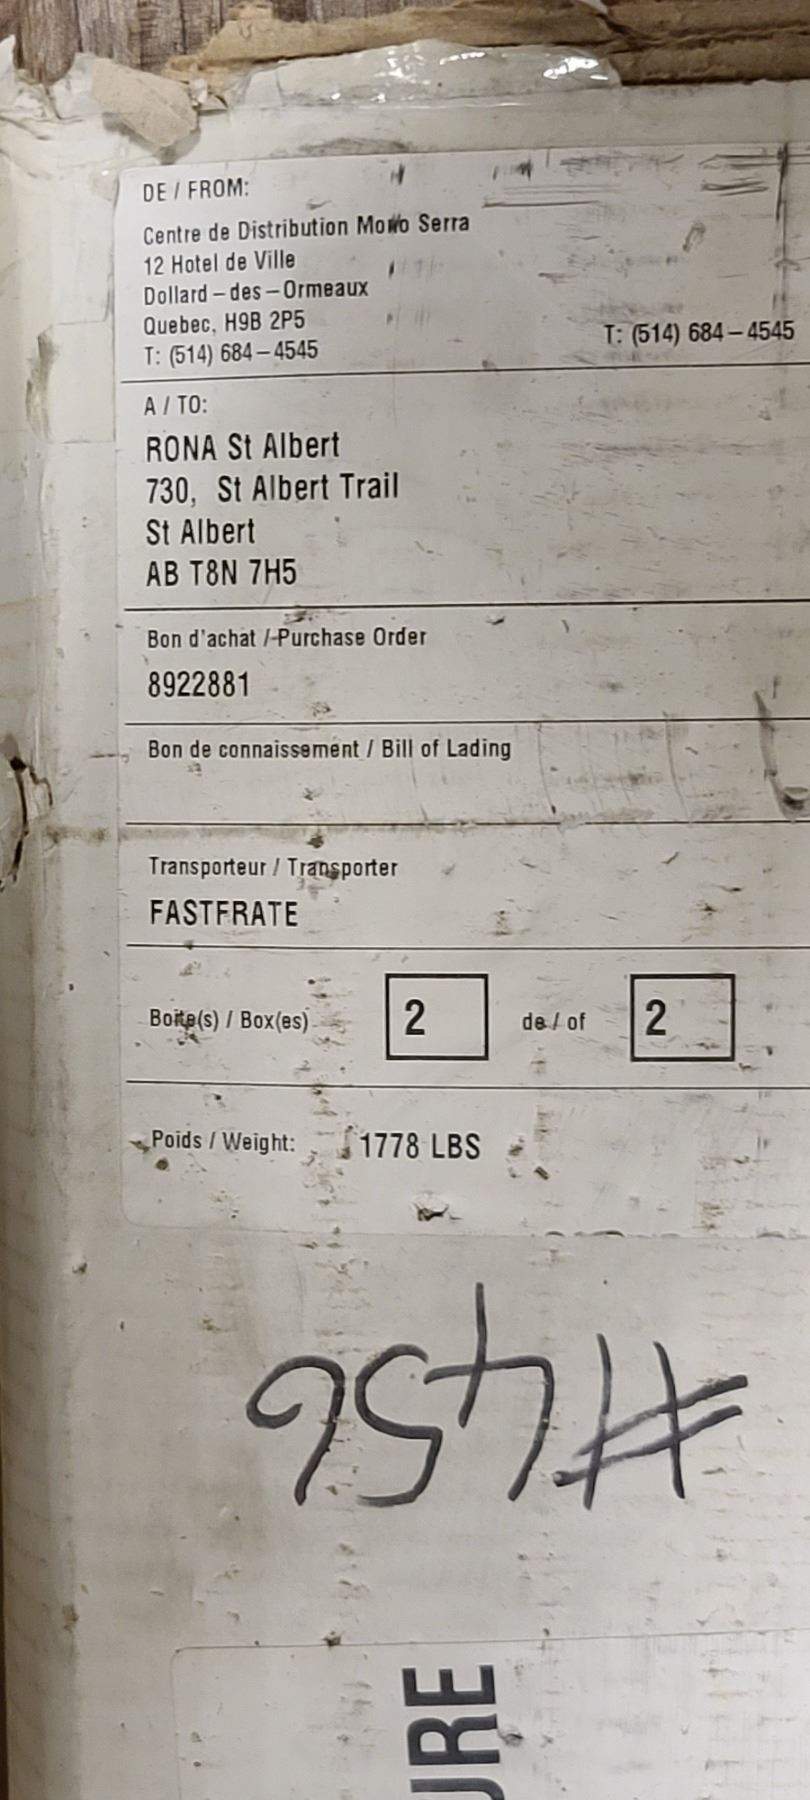 DE / FROM:
Centre de Distribution Mono Serra
12 Hotel de Ville
Dollard-des-Ormeaux
Quebec, H9B 2P5
T: (514) 684-4545
T: (514) 684-4545
A / TO:
RONA St Albert
730, St Albert Trail
St Albert
AB T8N 7H5
Bon d'achat / Purchase Order
8922881
Bon de connaissement / Bill of Lading
Transporteur / Transporter
FASTFRATE
Boite(s) / Box(es) 2 de / of 2
Poids / Weight: 1778 LBS
#456
URE